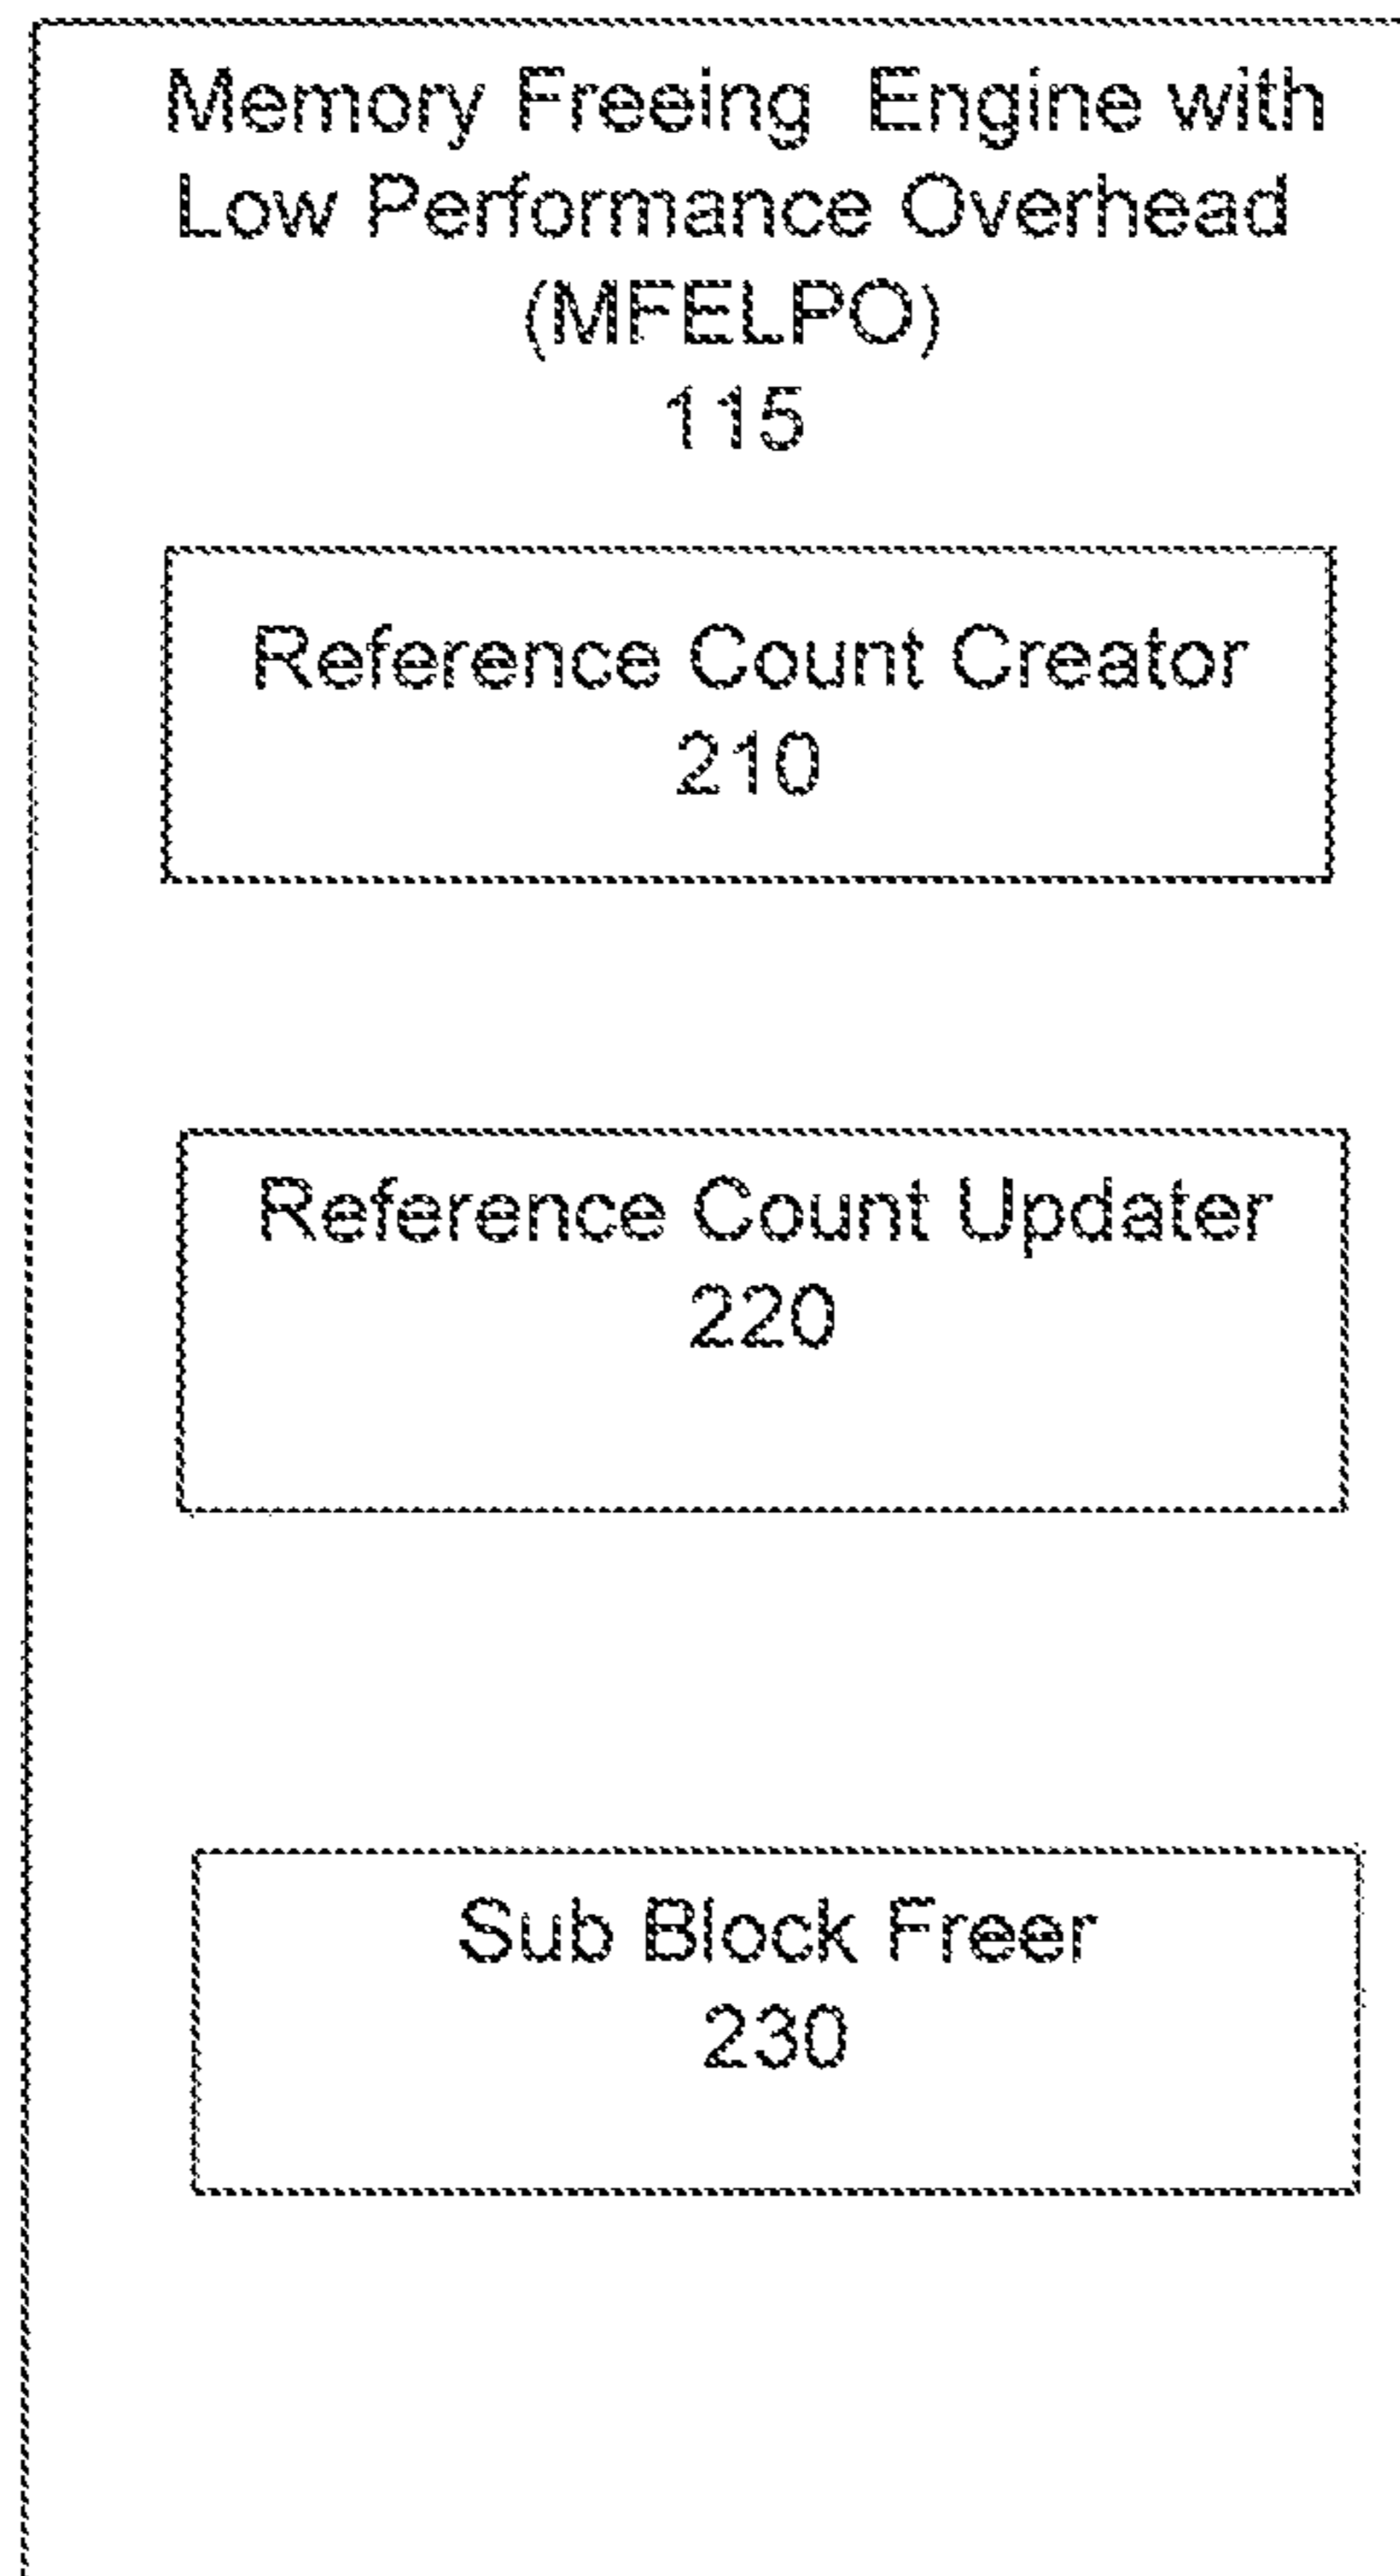 Memory Freeing Engine with
Low Performance Overhead
(MFELPO)
115
Reference Count Creator
210
Reference Count Updater
220
Sub Block Freer
230